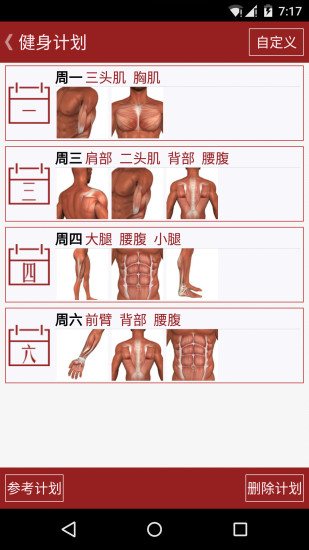 7:17
健身计划 自定义
一 周一 三头肌 胸肌
三 周三 肩部 二头肌 背部 腰腹
四 周四 大腿 腰腹 小腿
六 周六 前臂 背部 腰腹
参考计划 删除计划